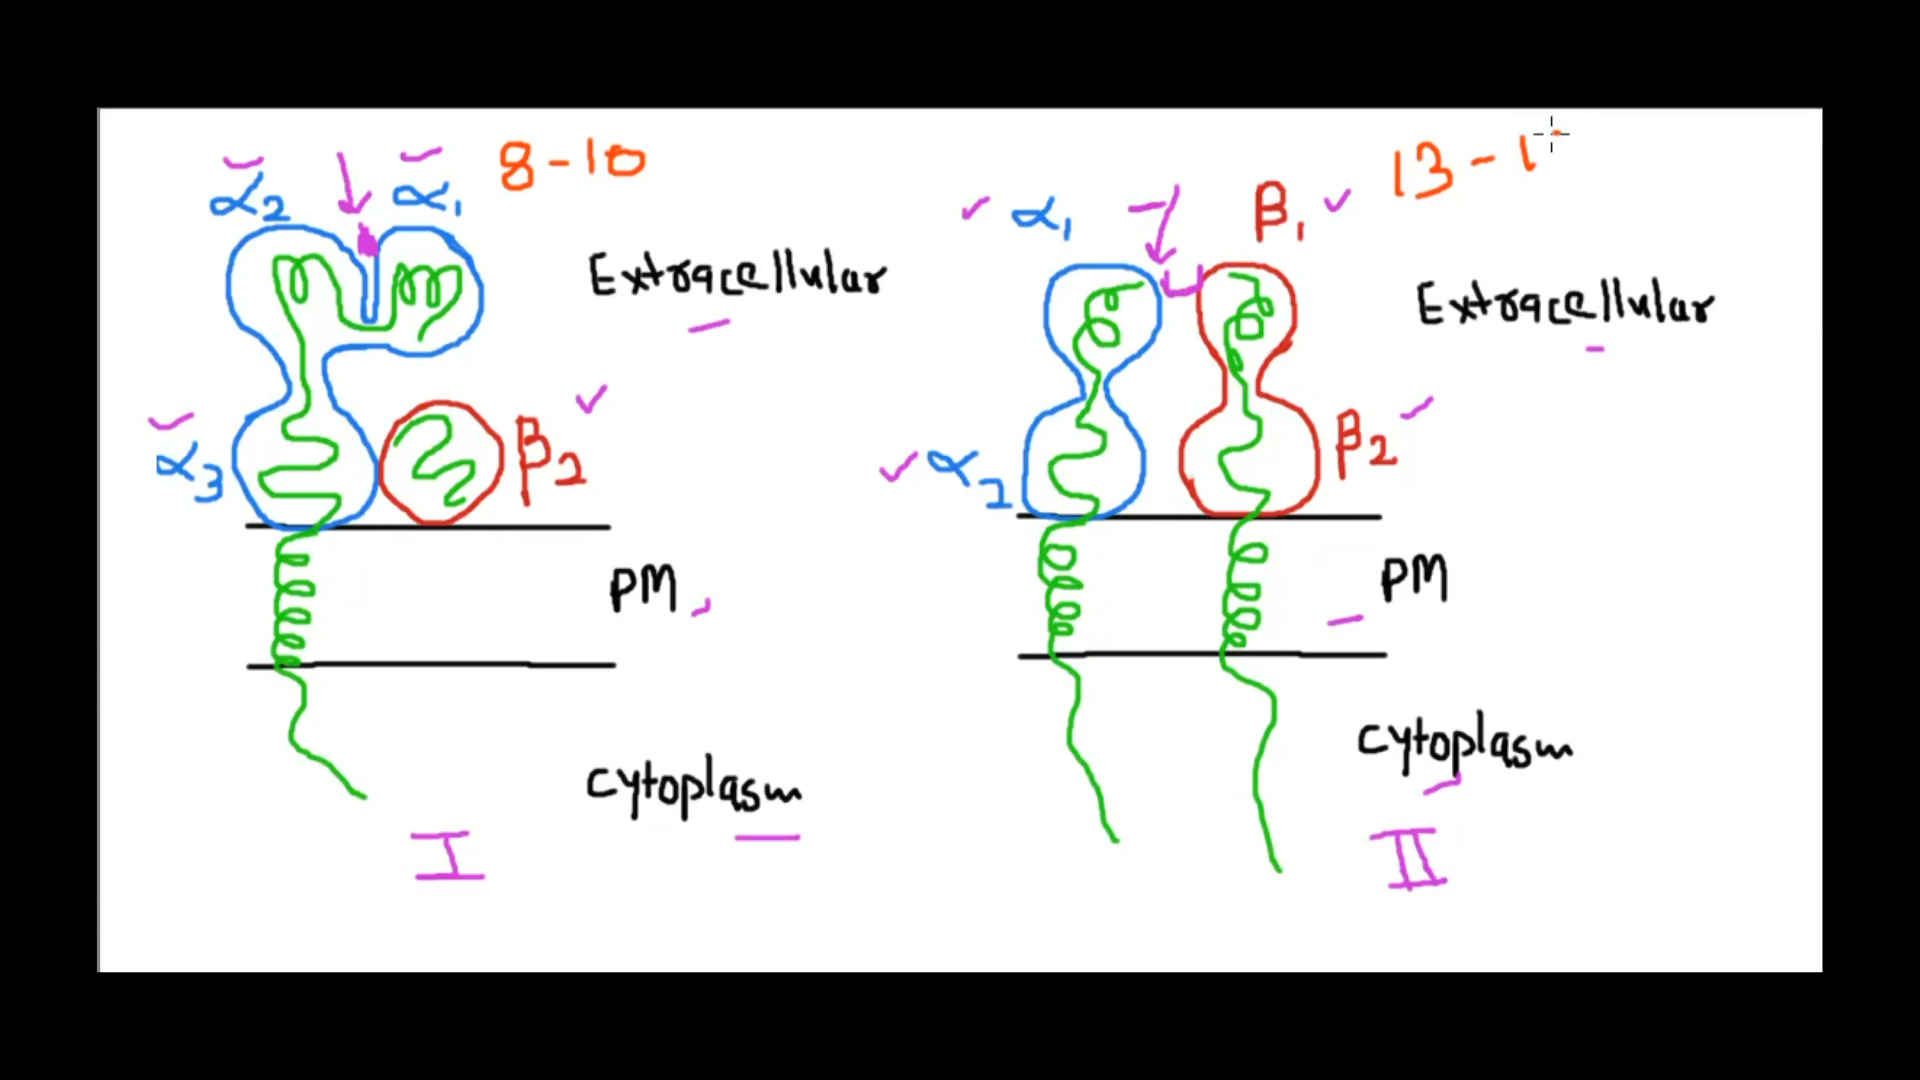 α2 α1 8-10
Extracellular
α3 β2
PM
Cytoplasm
I
α1 β1 13-1
Extracellular
α2 β2
PM
Cytoplasm
II